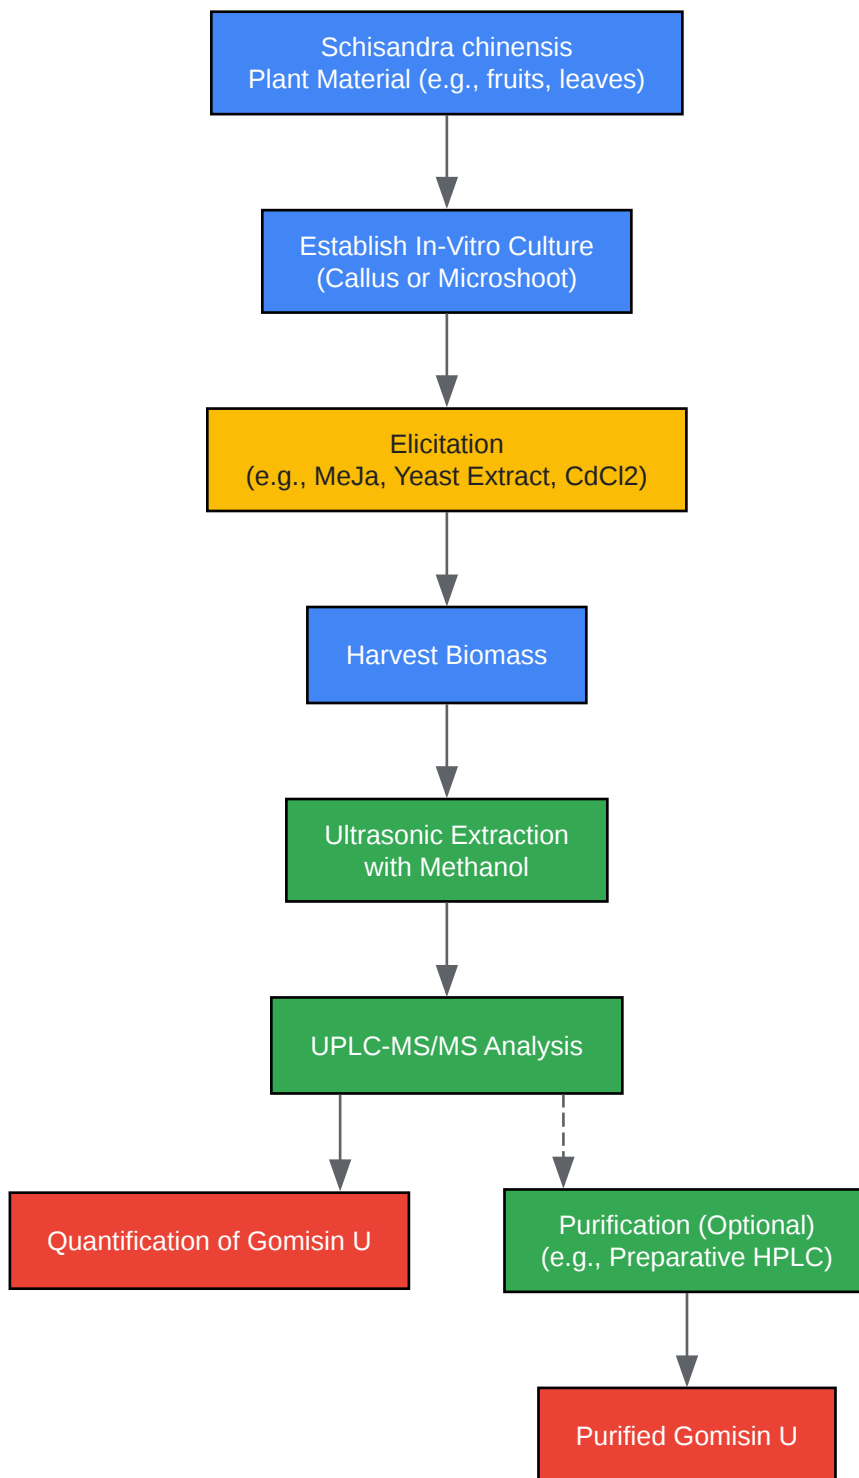 Schisandra chinensis
Plant Material (e.g., fruits, leaves)
Establish In-Vitro Culture
(Callus or Microshoot)
Elicitation
(e.g., MeJa, Yeast Extract, CdCl2)
Harvest Biomass
Ultrasonic Extraction
with Methanol
UPLC-MS/MS Analysis
Quantification of Gomisin U
Purification (Optional)
(e.g., Preparative HPLC)
Purified Gomisin U